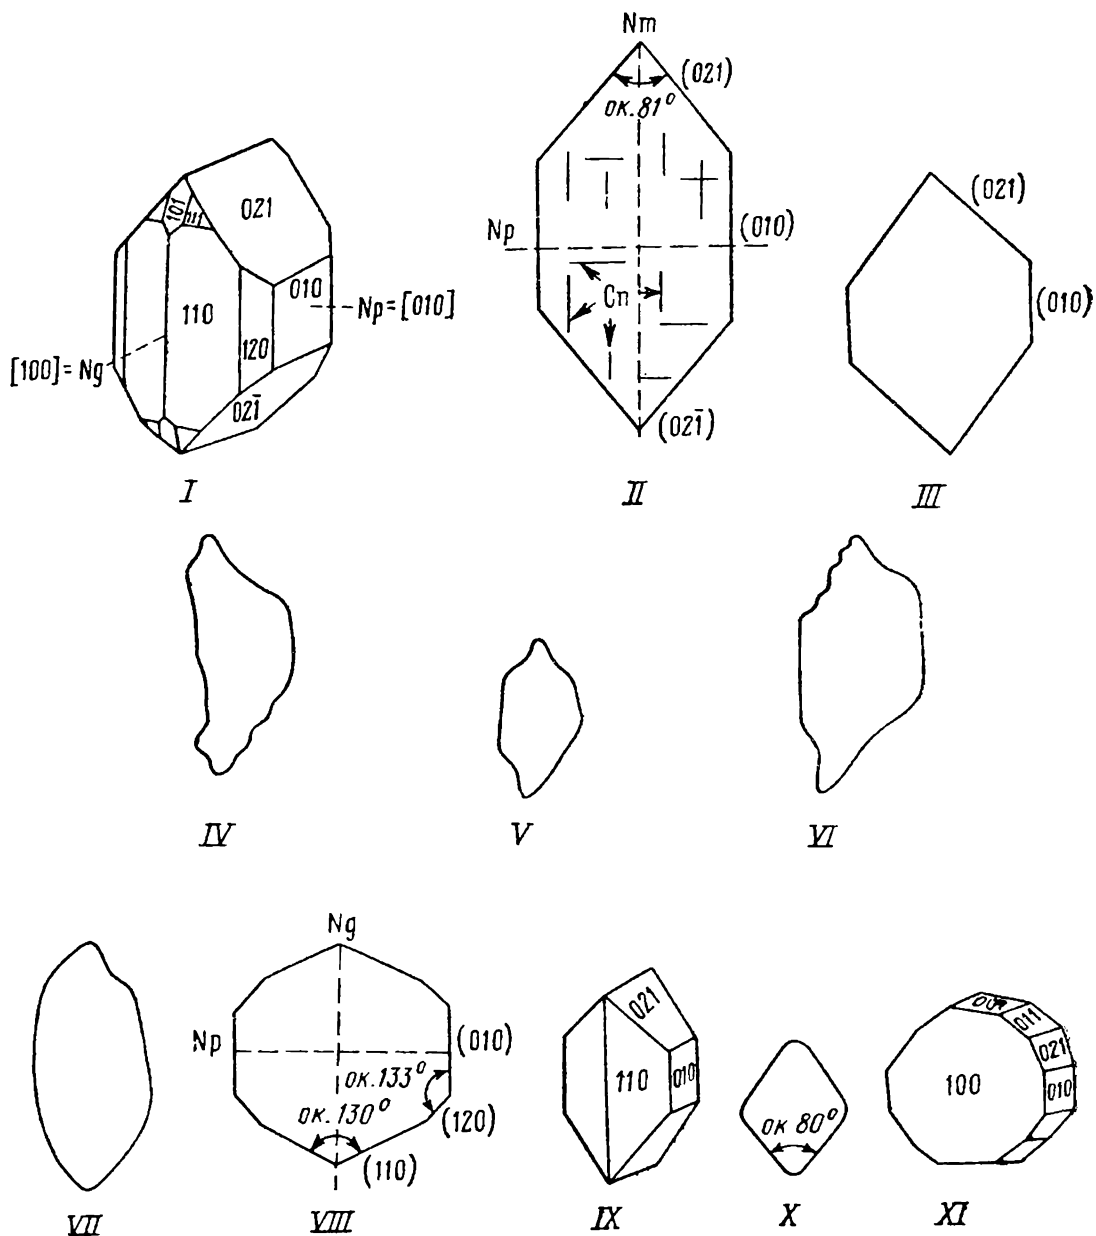 101
111
021
110
120
010
Np=[010]
[100]=Ng
021̄
I
Nm
(021)
ок.81°
Np
(010)
Сп
(021̄)
II
(021)
(010)
III
IV
V
VI
VII
Ng
Np
(010)
ок.133°
ок.130°
(120)
(110)
VIII
021
110
010
IX
ок 80°
X
001
011
021
010
100
XI